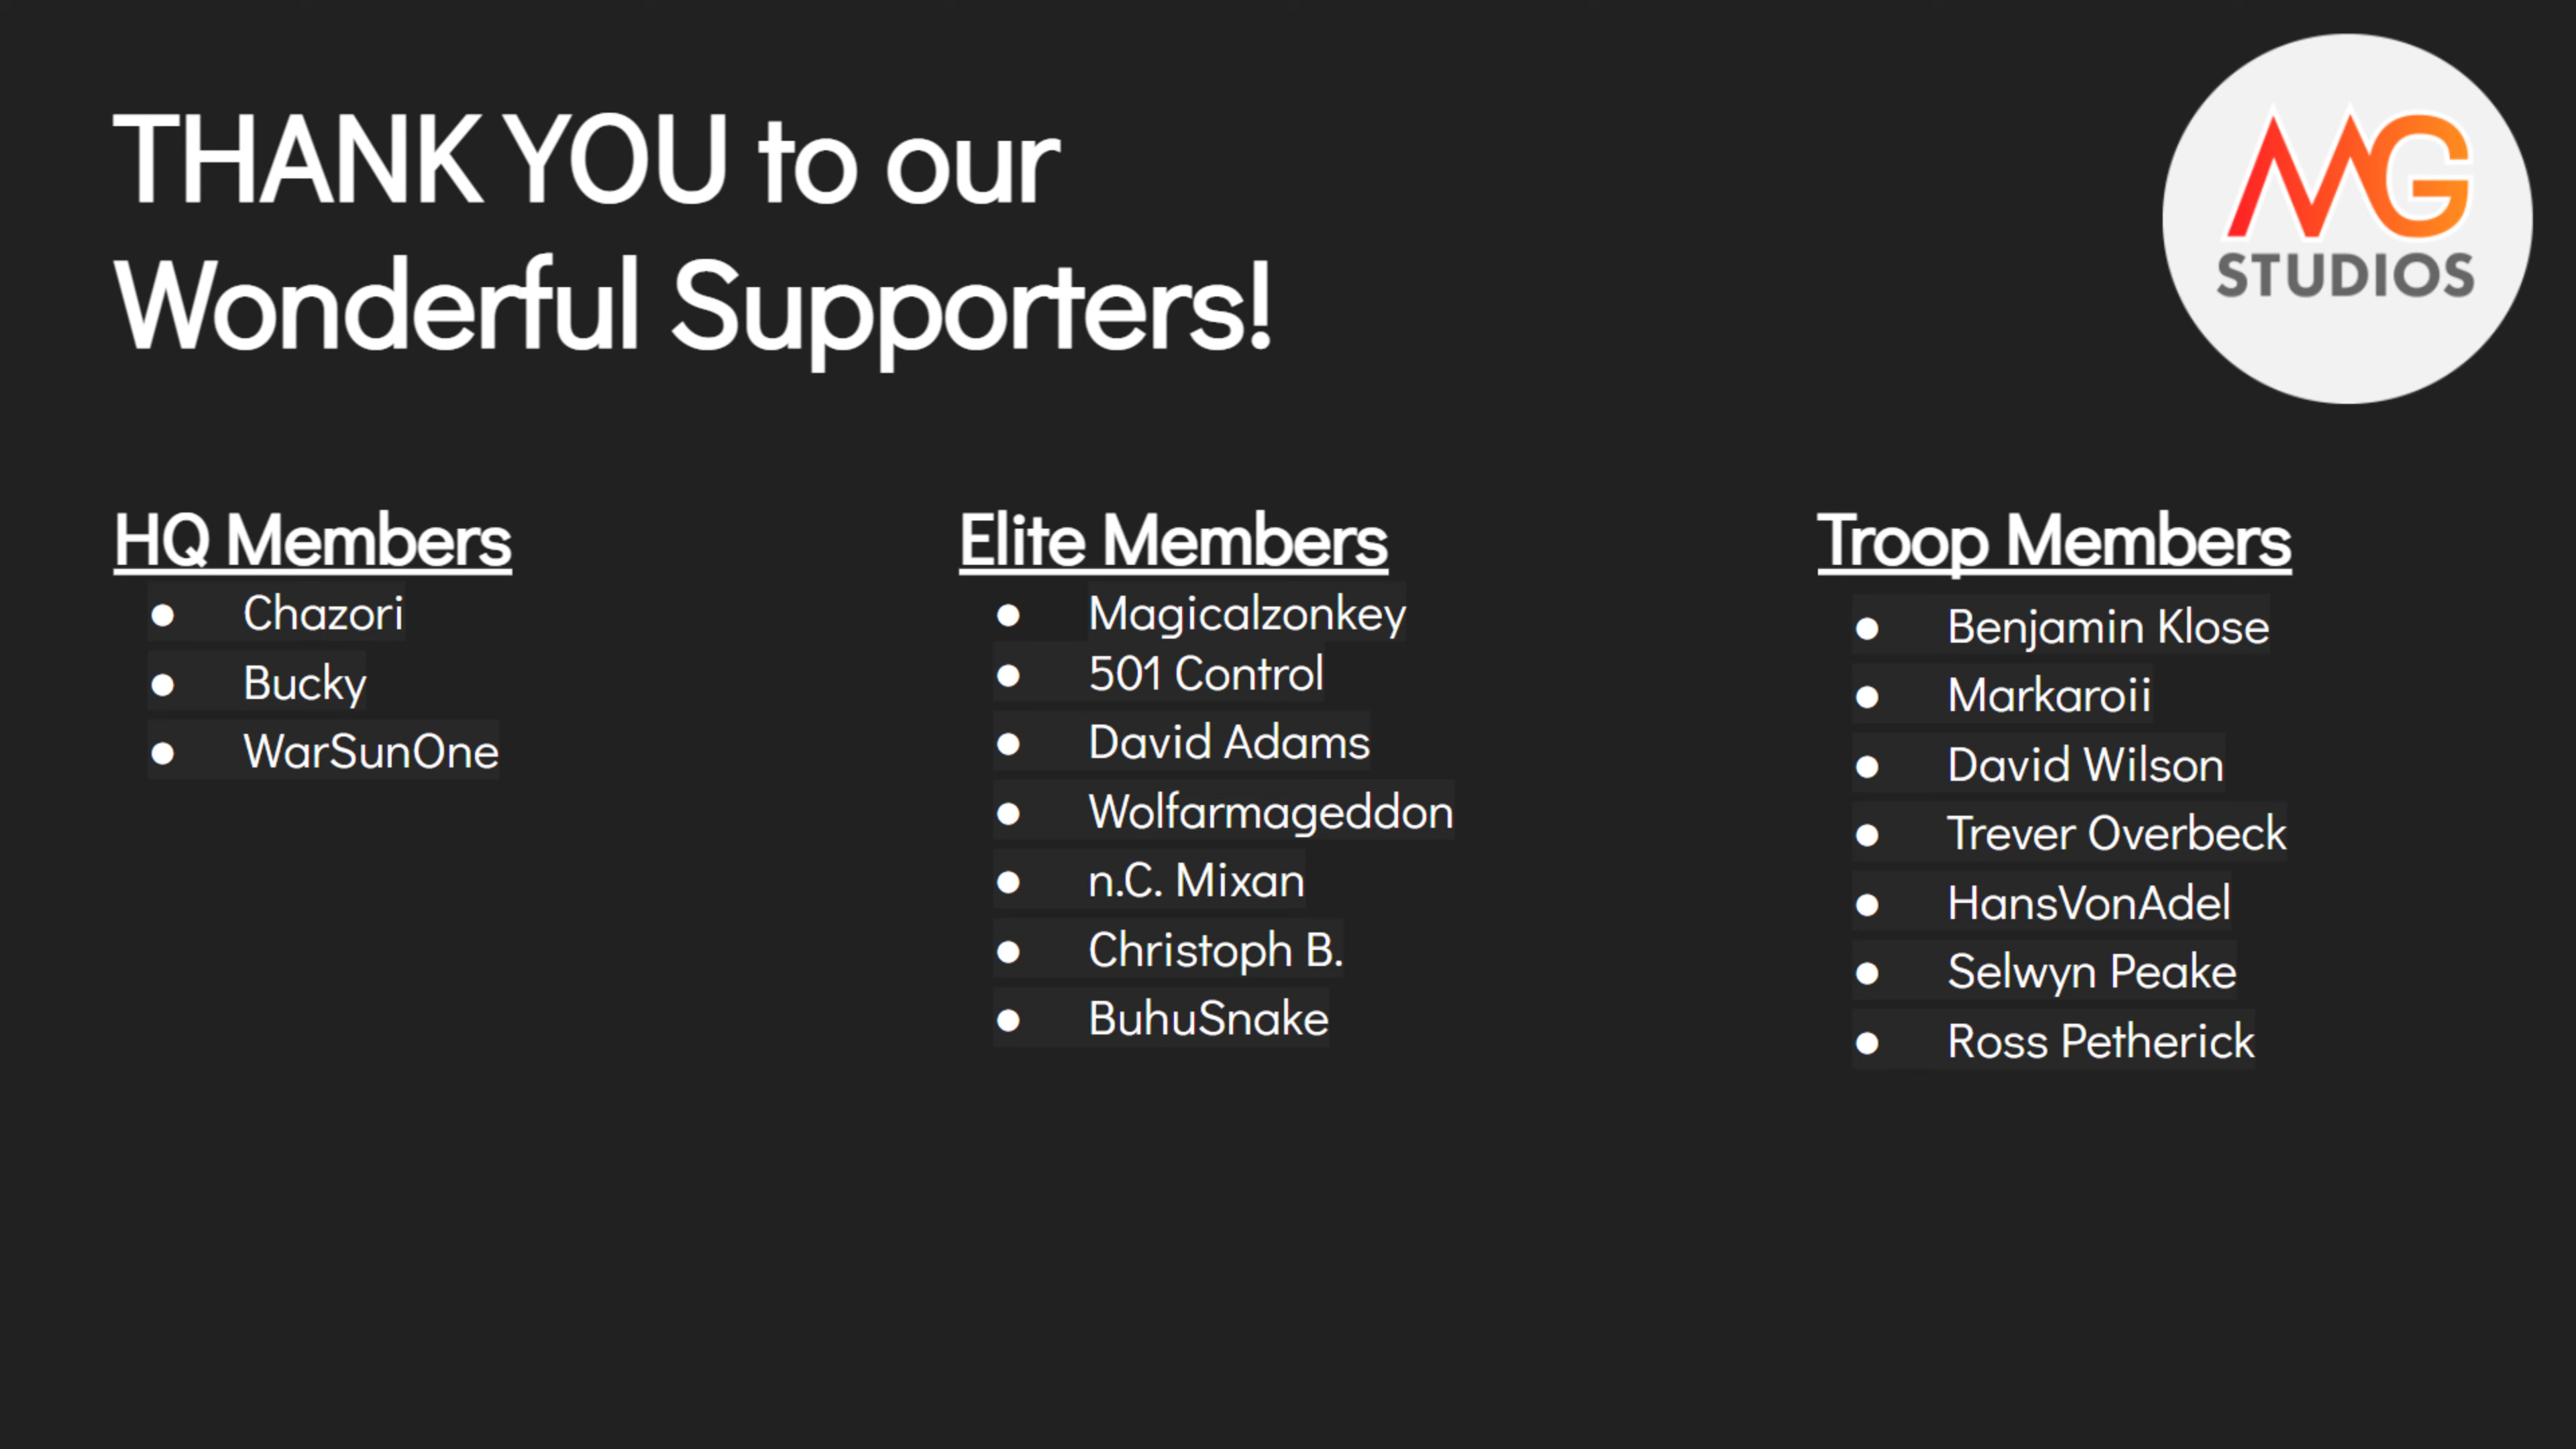 THANK YOU to our
Wonderful Supporters!
MG
STUDIOS
HQ Members
● Chazori
● Bucky
● WarSunOne
Elite Members
● Magicalzonkey
● 501 Control
● David Adams
● Wolfarmageddon
● n.C. Mixan
● Christoph B.
● BuhuSnake
Troop Members
● Benjamin Klose
● Markaroii
● David Wilson
● Trever Overbeck
● HansVonAdel
● Selwyn Peake
● Ross Petherick